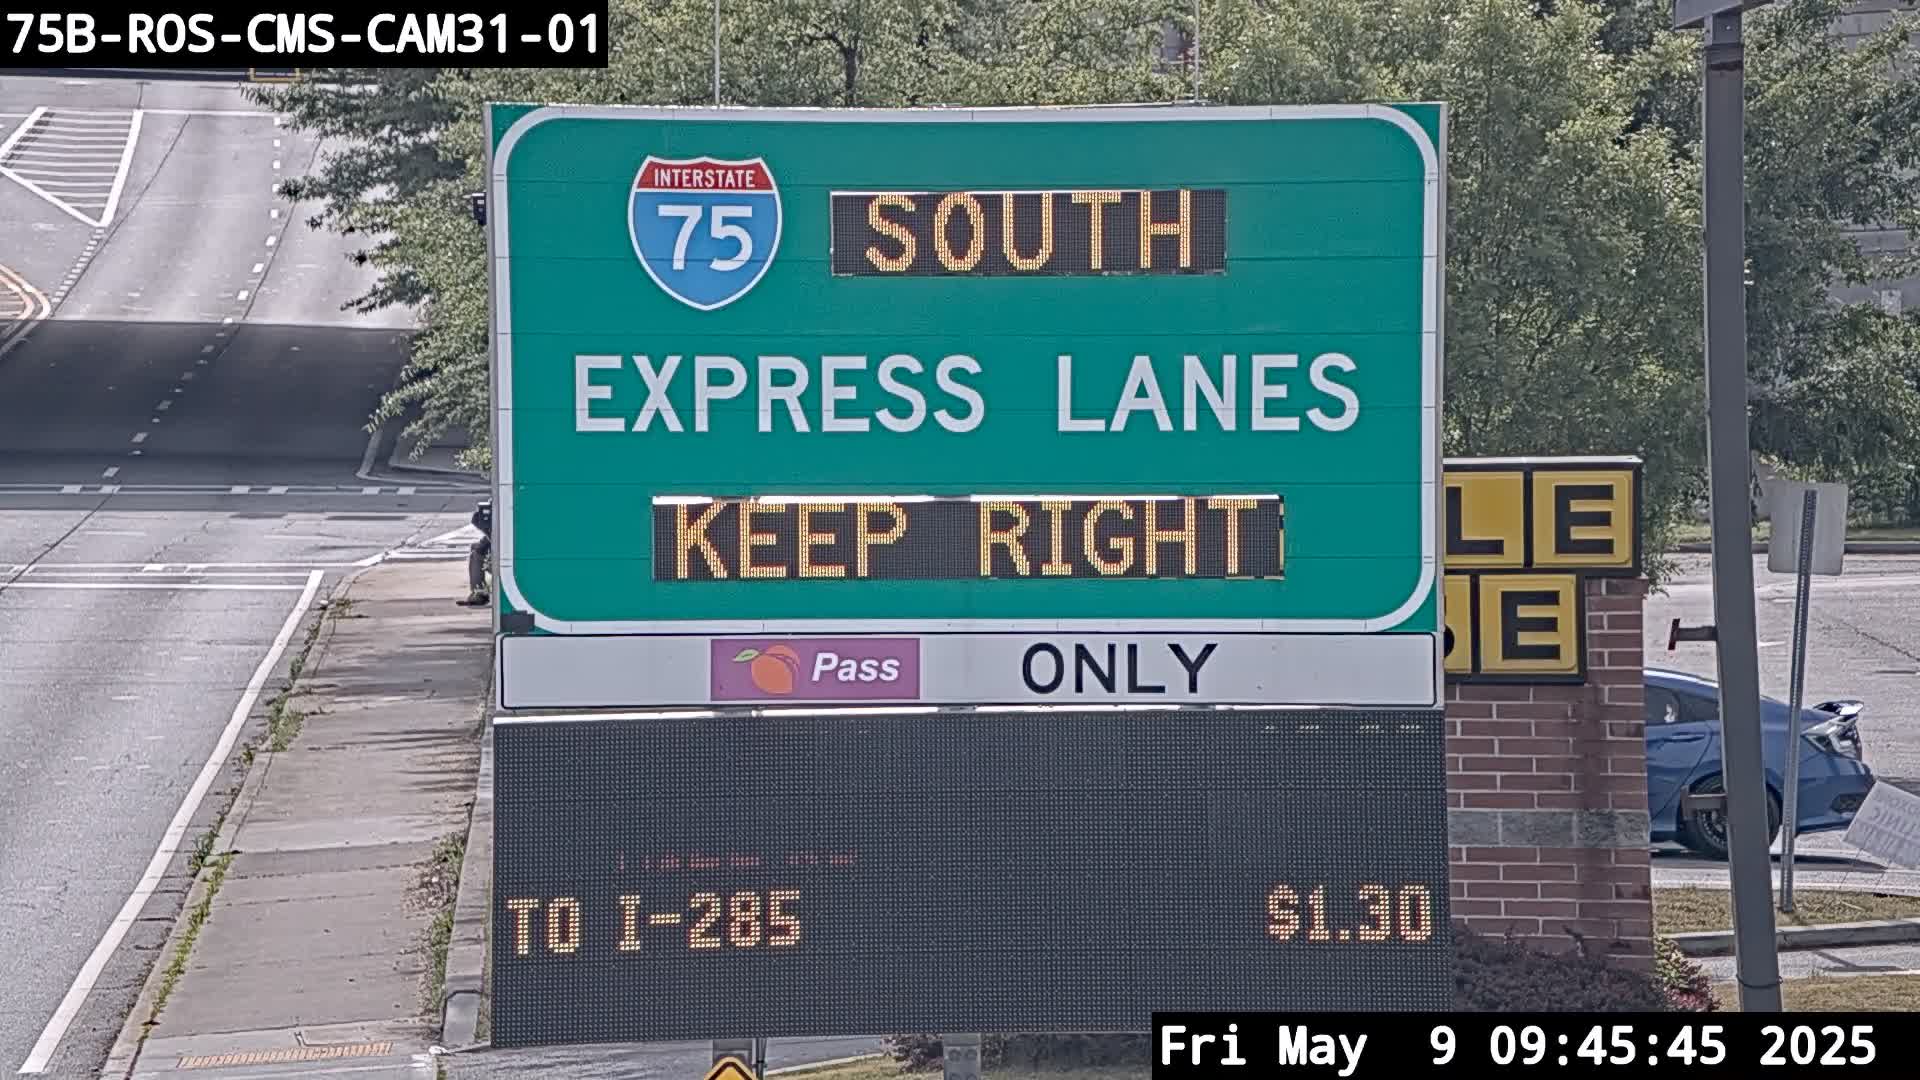 75B-ROS-CMS-CAM31-01
INTERSTATE
75
SOUTH
EXPRESS LANES
KEEP RIGHT
Pass ONLY
LE
E
TO I-285 $1.30
Fri May 9 09:45:45 2025